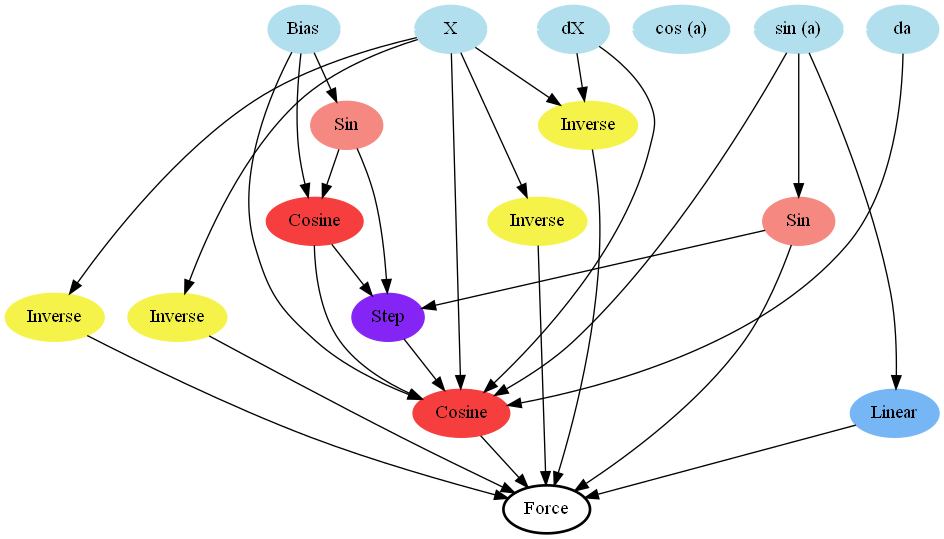 Bias
X
dX
cos (a)
sin (a)
da
Sin
Inverse
Cosine
Inverse
Sin
Inverse
Inverse
Step
Cosine
Linear
Force